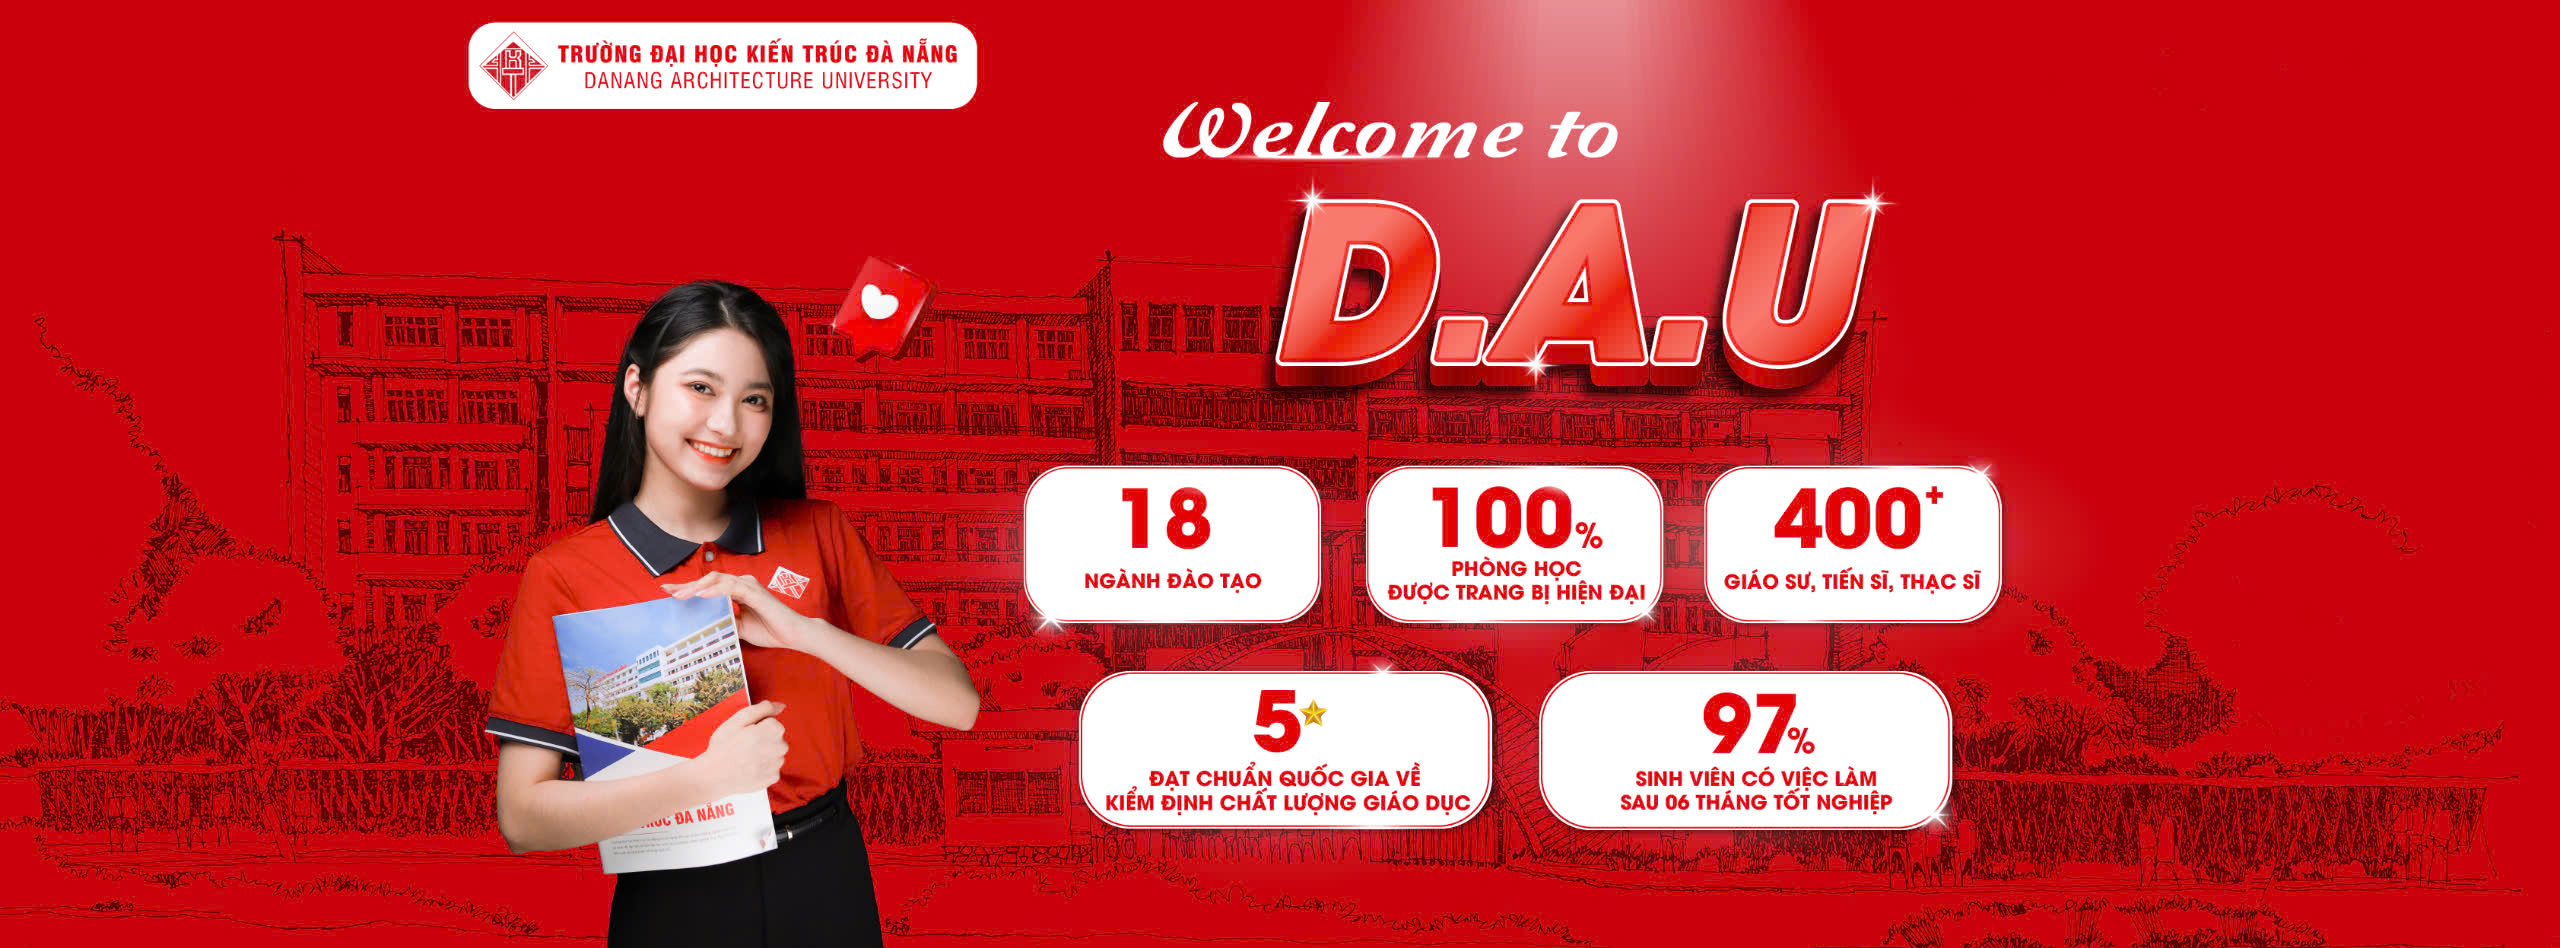 TRƯỜNG ĐẠI HỌC KIẾN TRÚC ĐÀ NẴNG
DANANG ARCHITECTURE UNIVERSITY
Welcome to
D.A.U
18
NGÀNH ĐÀO TẠO
100%
PHÒNG HỌC
ĐƯỢC TRANG BỊ HIỆN ĐẠI
400+
GIÁO SƯ, TIẾN SĨ, THẠC SĨ
5
ĐẠT CHUẨN QUỐC GIA VỀ
KIỂM ĐỊNH CHẤT LƯỢNG GIÁO DỤC
97%
SINH VIÊN CÓ VIỆC LÀM
SAU 06 THÁNG TỐT NGHIỆP
ĐÀ NẴNG